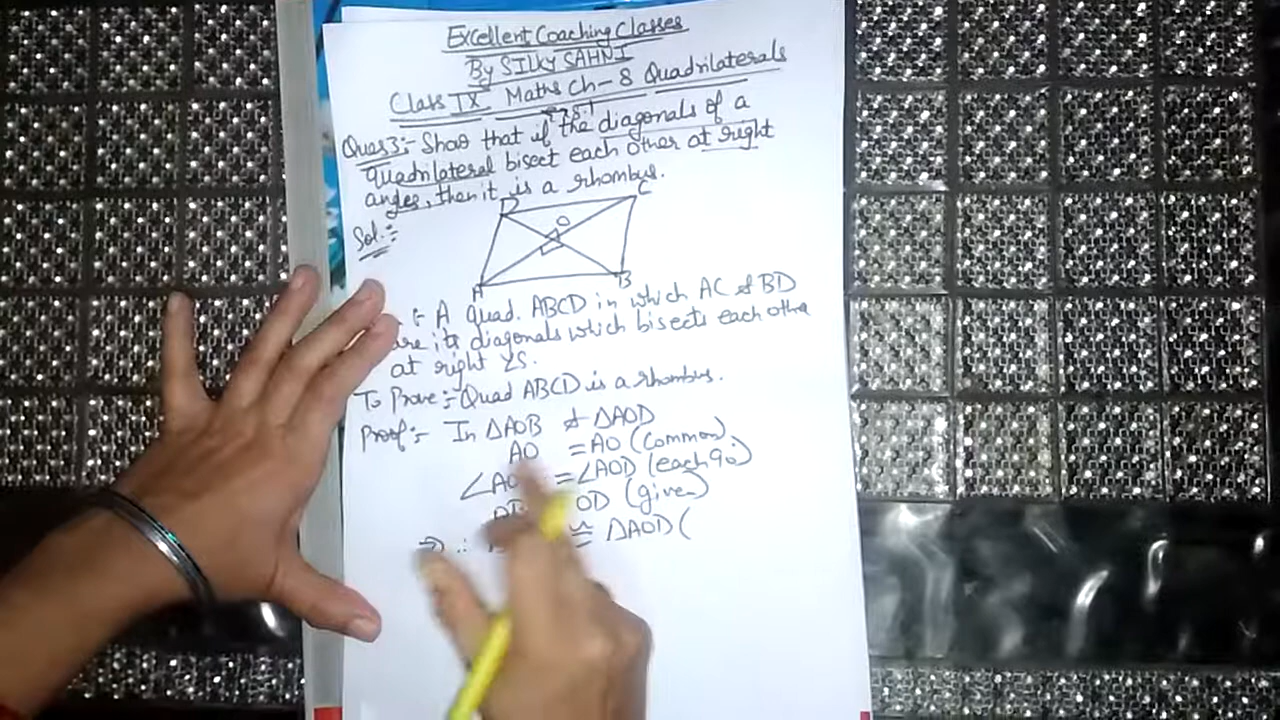 Excellent Coaching Classes
By SILKY SAHNI
Class IX Maths Ch-8 Quadrilaterals
Ques3:- Show that if the diagonals of a
quadrilateral bisect each other at right
angles, then it is a rhombus.
Sol.:-
D C
O
A B
:- A quad. ABCD in which AC & BD
are its diagonals which bisects each other
at right ∠S.
To Prove:- Quad ABCD is a rhombus.
Proof:- In ΔAOB & ΔAOD
AO = AO (common)
= ∠AOD (each 90°)
OD (given)
⇒ ∴ ≅ ΔAOD (